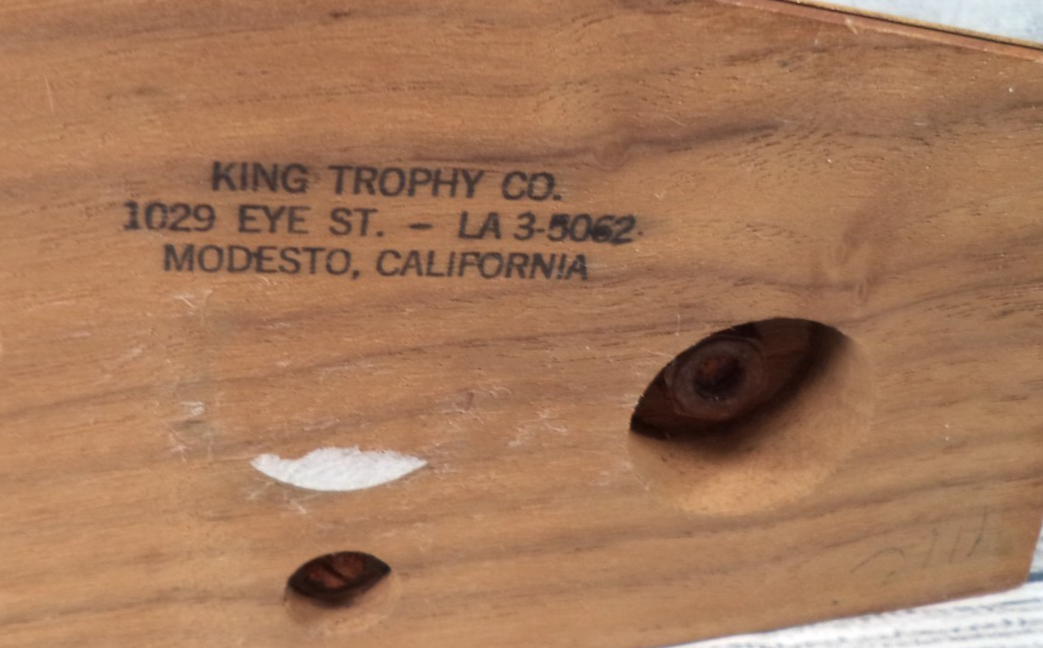 KING TROPHY CO.
1029 EYE ST. - LA 3-5062
MODESTO, CALIFORNIA